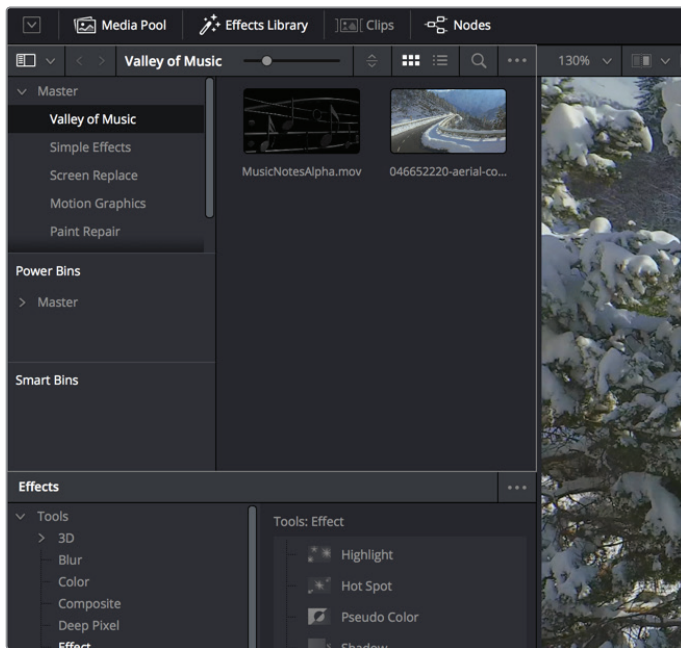 Media Pool Effects Library Clips Nodes
Valley of Music 130%
Master
Valley of Music
Simple Effects
Screen Replace
Motion Graphics
Paint Repair
MusicNotesAlpha.mov 046652220-aerial-co...
Power Bins
Master
Smart Bins
Effects
Tools
3D
Blur
Color
Composite
Deep Pixel
Effect
Tools: Effect
Highlight
Hot Spot
Pseudo Color
Shadow